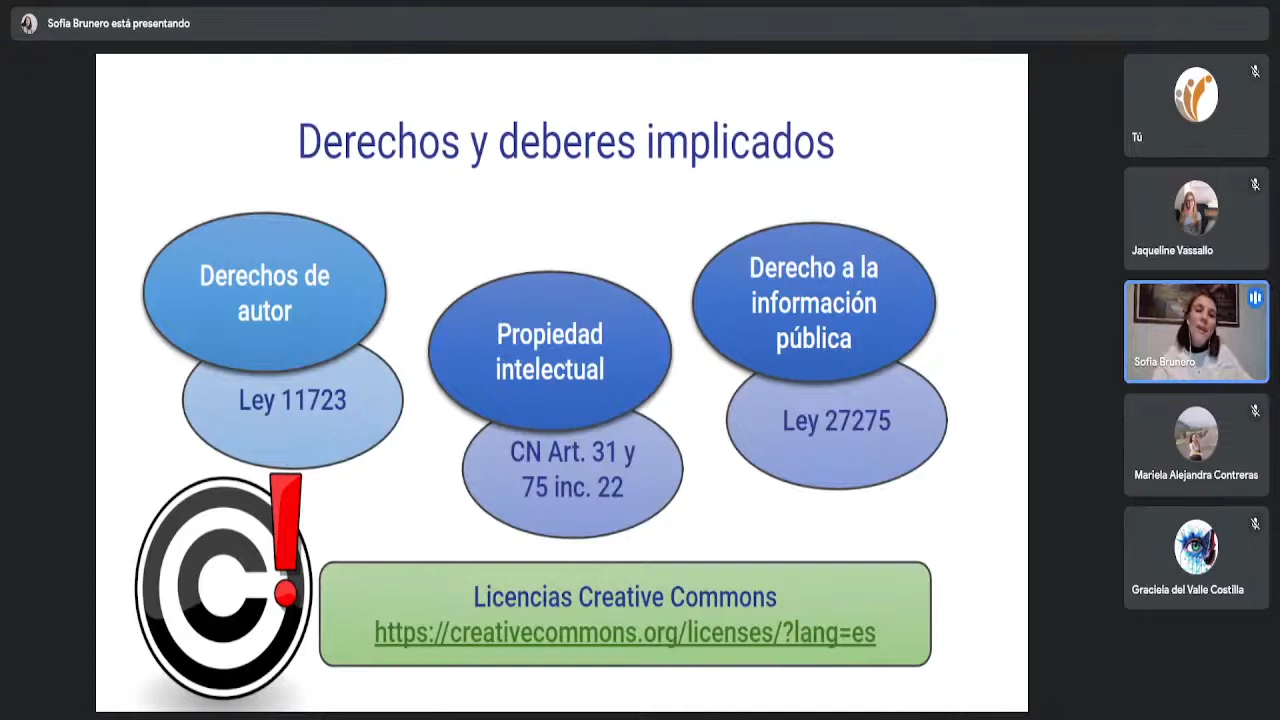 Sofia Brunero está presentando
Derechos y deberes implicados
Derechos de
autor
Ley 11723
Propiedad
intelectual
CN Art. 31 y
75 inc. 22
Derecho a la
información
pública
Ley 27275
Licencias Creative Commons
https://creativecommons.org/licenses/?lang=es
Tú
Jaqueline Vassallo
Sofia Brunero
Mariela Alejandra Contreras
Graciela del Valle Costilla